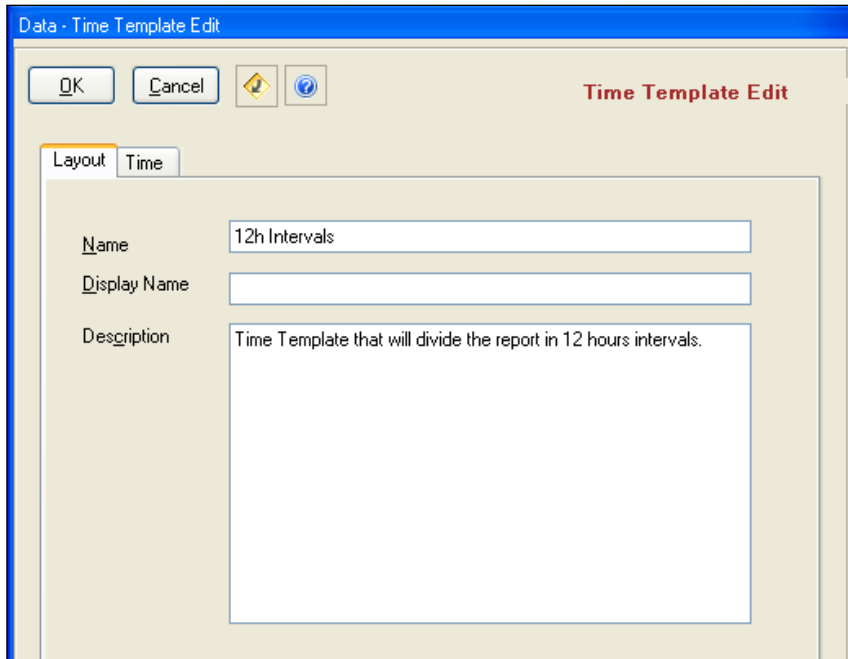 Data - Time Template Edit
OK Cancel
Time Template Edit
Layout Time
Name 12h Intervals
Display Name
Description Time Template that will divide the report in 12 hours intervals.